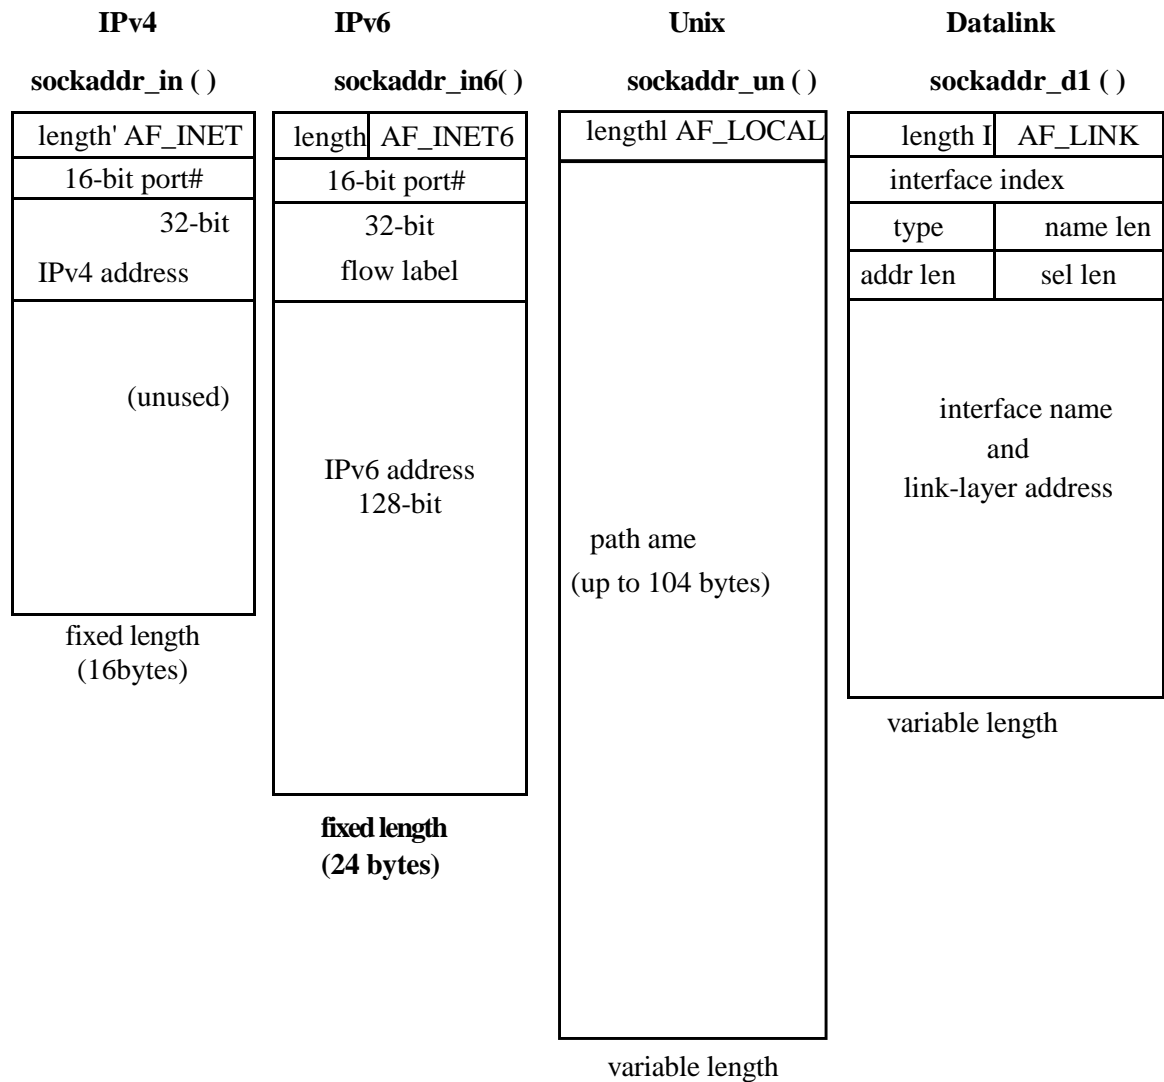 IPv4 IPv6 Unix Datalink
sockaddr_in ( ) sockaddr_in6( ) sockaddr_un ( ) sockaddr_d1 ( )
length' AF_INET
16-bit port#
32-bit
IPv4 address
(unused)
fixed length
(16bytes)
length AF_INET6
16-bit port#
32-bit
flow label
IPv6 address
128-bit
fixed length
(24 bytes)
lengthl AF_LOCAL
path ame
(up to 104 bytes)
variable length
length I AF_LINK
interface index
type name len
addr len sel len
interface name
and
link-layer address
variable length